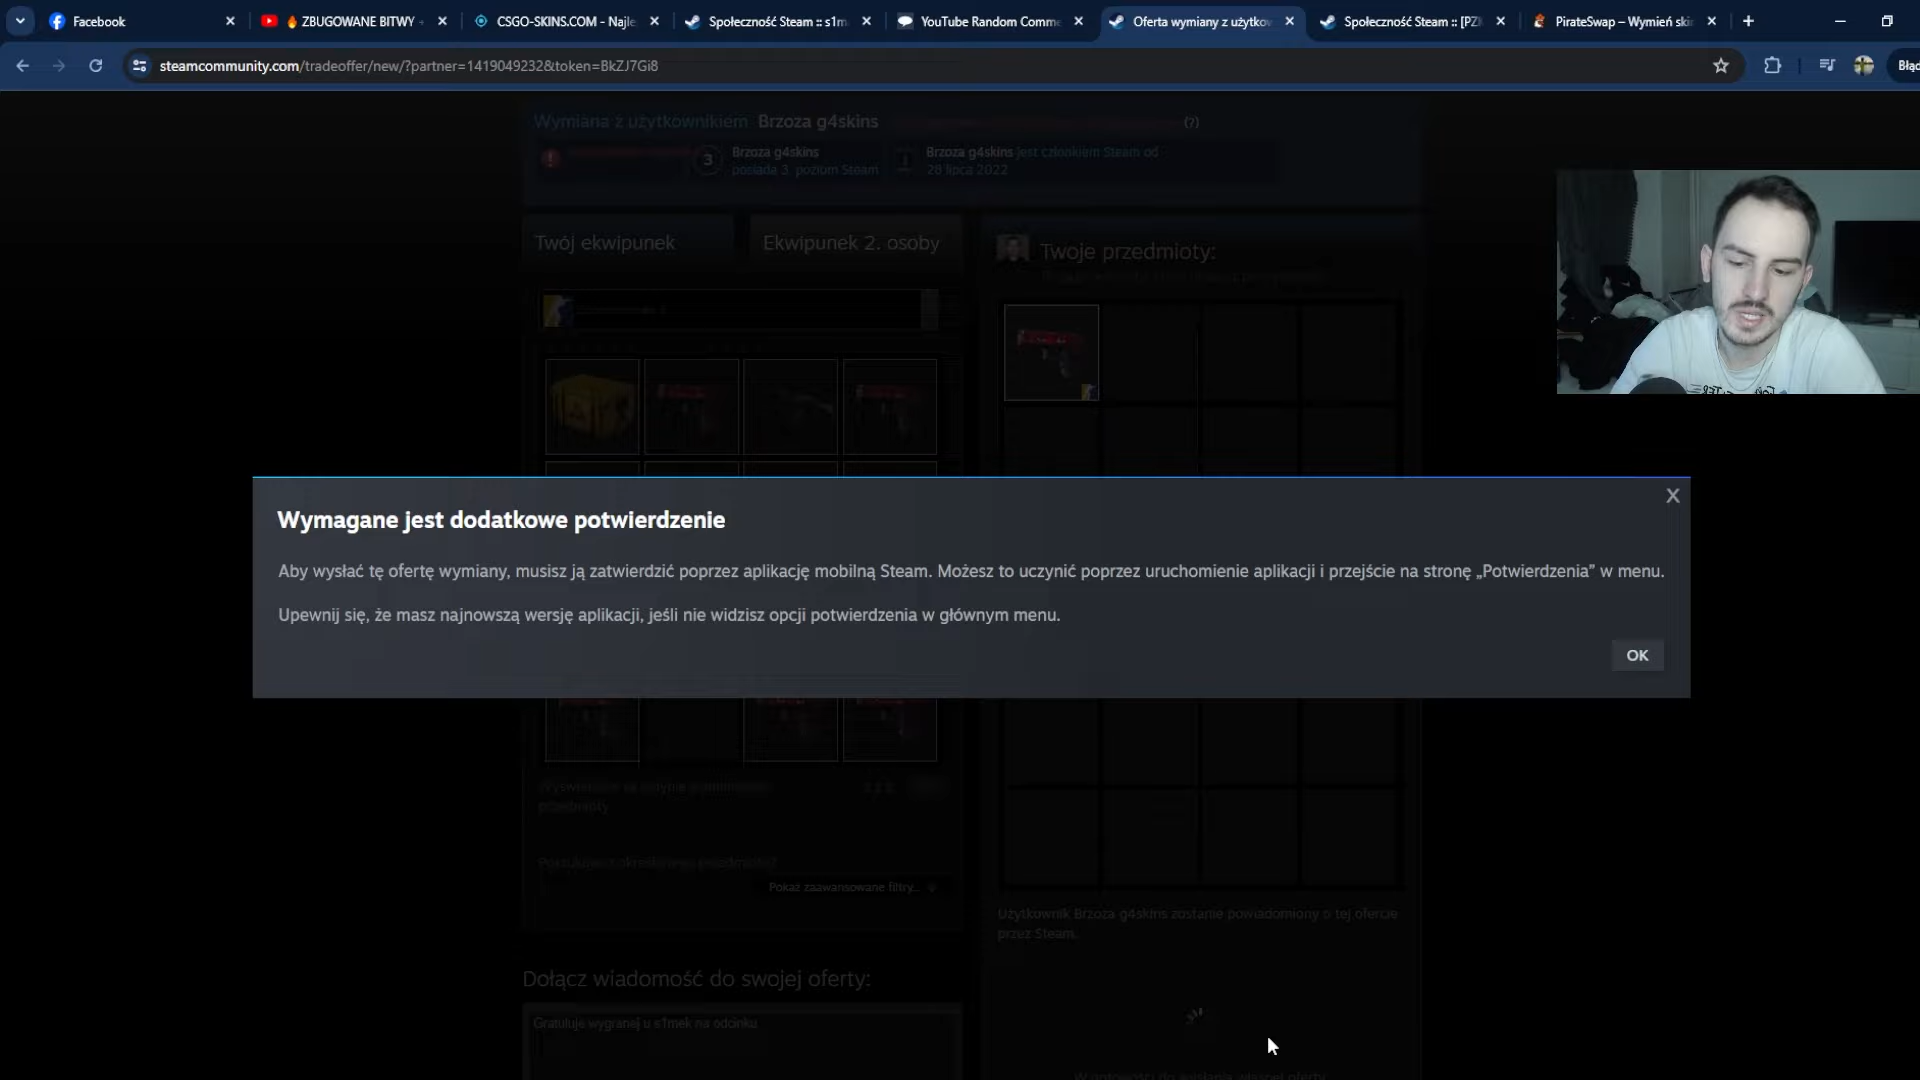 Facebook
🔥 ZBUGOWANE BITWY
CSGO-SKINS.COM - Najle
Społeczność Steam :: s1m
YouTube Random Comme
Oferta wymiany z użytkow
Społeczność Steam :: [PZK
PirateSwap – Wymień ski
steamcommunity.com/tradeoffer/new/?partner=1419049232&token=BkZJ7Gi8
Błąd
Wymiana z użytkownikiem Brzoza g4skins
(?)
3
Brzoza g4skins
posiada 3. poziom Steam
Brzoza g4skins jest członkiem Steam od
28 lipca 2022
Twój ekwipunek
Ekwipunek 2. osoby
Twoje przedmioty:
X
Wymagane jest dodatkowe potwierdzenie
Aby wysłać tę ofertę wymiany, musisz ją zatwierdzić poprzez aplikację mobilną Steam. Możesz to uczynić poprzez uruchomienie aplikacji i przejście na stronę „Potwierdzenia” w menu.
Upewnij się, że masz najnowszą wersję aplikacji, jeśli nie widzisz opcji potwierdzenia w głównym menu.
OK
przedmioty
Pokaż zaawansowane filtry...
Użytkownik Brzoza g4skins zostanie powiadomiony o tej ofercie
przez Steam.
Dołącz wiadomość do swojej oferty:
Gratuluje wygranej u s1mek na odcinku